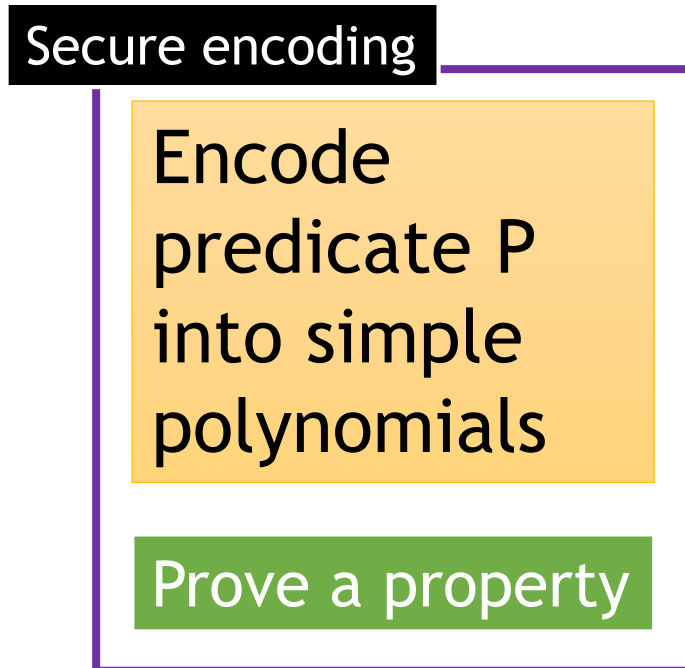 Secure encoding
Encode
predicate P
into simple
polynomials
Prove a property